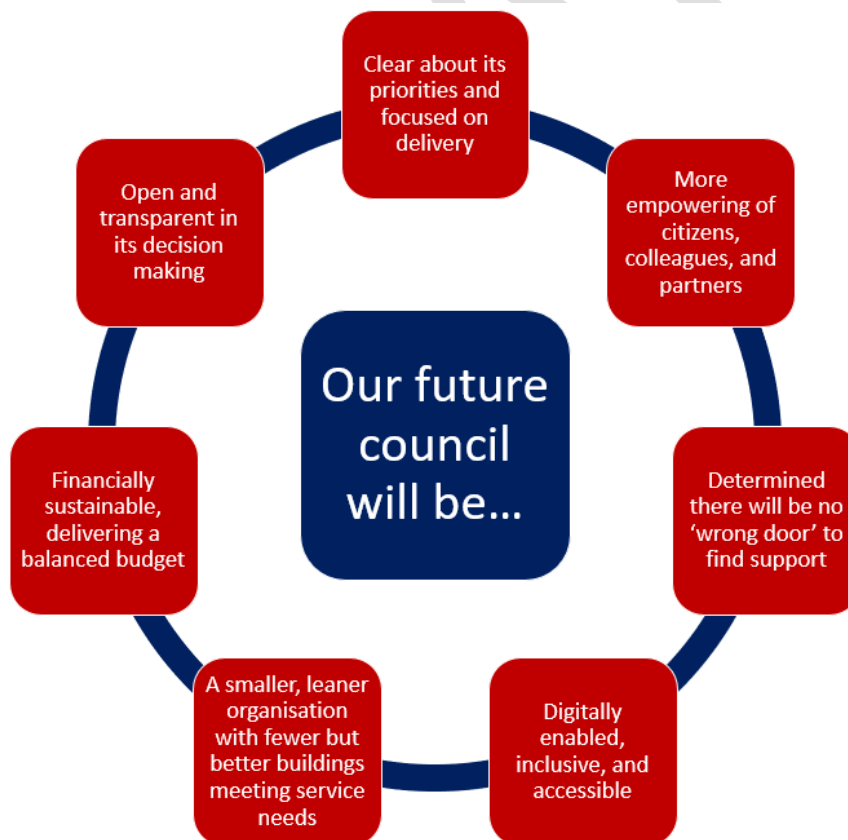 Clear about its
priorities and
focused on
delivery
More
empowering of
citizens,
colleagues, and
partners
Determined
there will be no
‘wrong door’ to
find support
Digitally
enabled,
inclusive, and
accessible
A smaller, leaner
organisation
with fewer but
better buildings
meeting service
needs
Financially
sustainable,
delivering a
balanced budget
Open and
transparent in
its decision
making
Our future
council
will be…